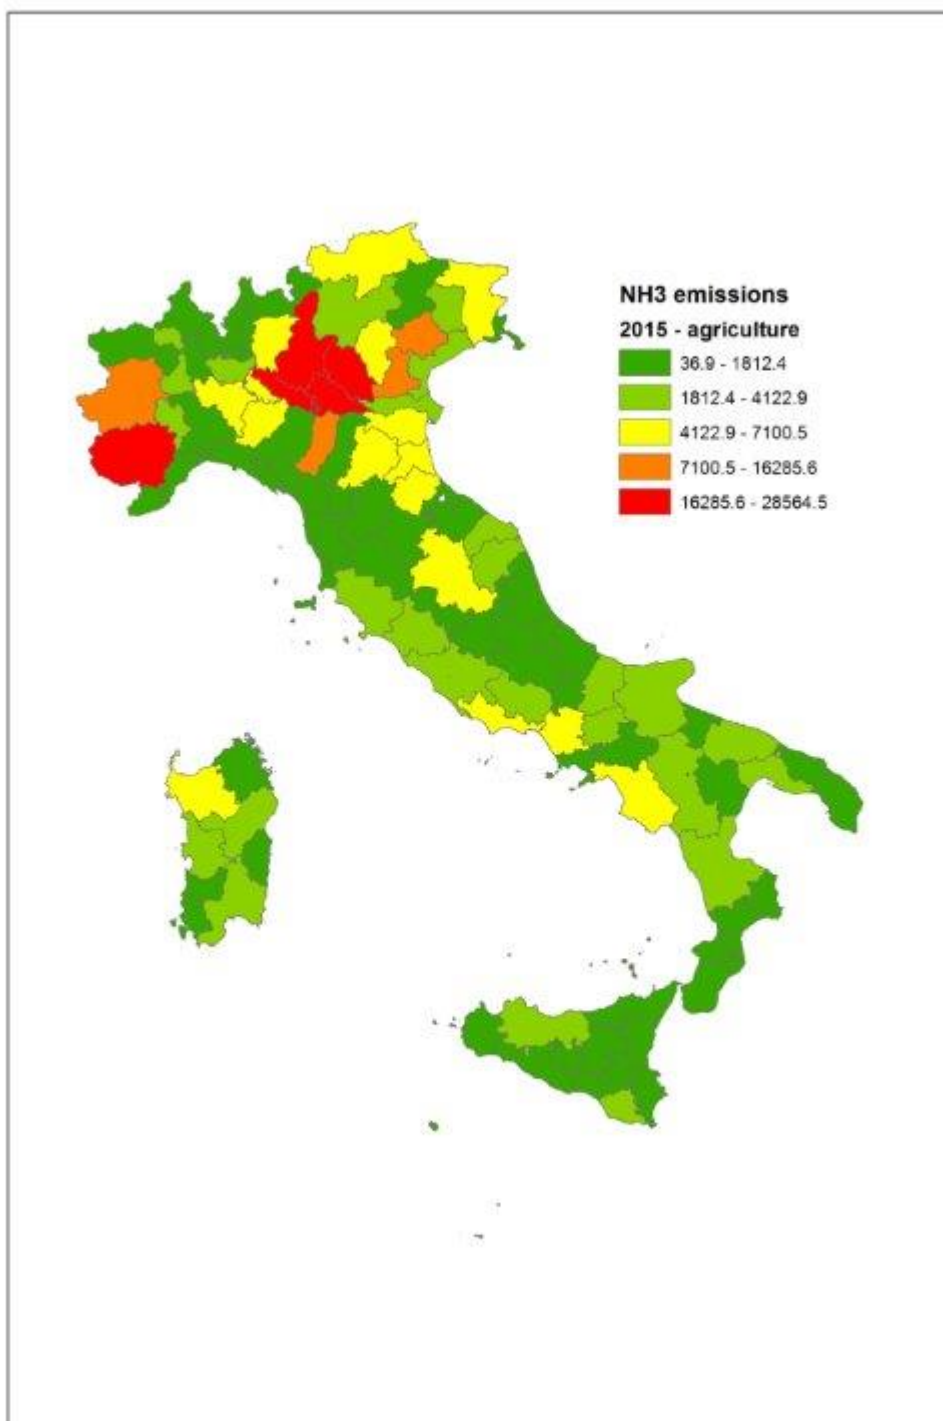 NH3 emissions
2015 - agriculture
36.9 - 1812.4
1812.4 - 4122.9
4122.9 - 7100.5
7100.5 - 16285.6
16285.6 - 28564.5